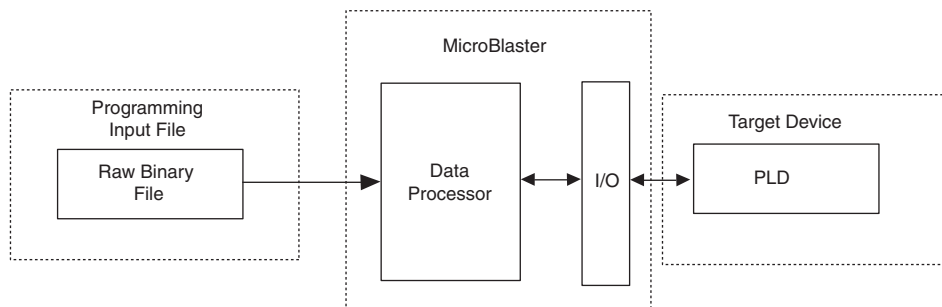 MicroBlaster
Programming
Input File
Raw Binary
File
Data
Processor
I/O
Target Device
PLD